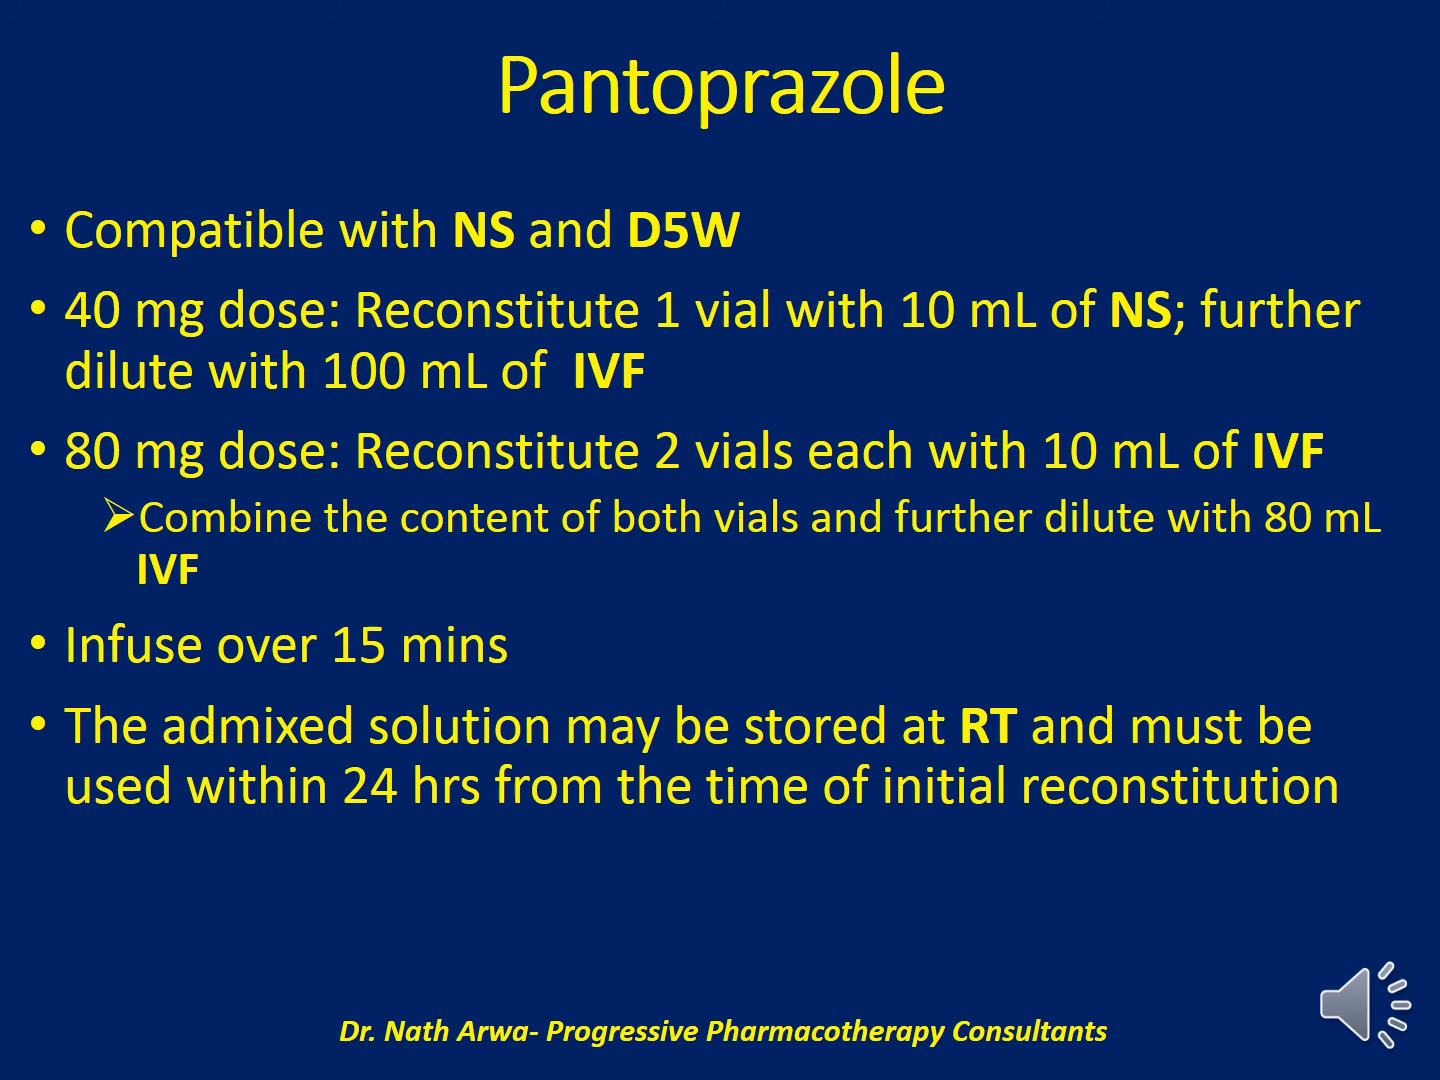 Pantoprazole
• Compatible with NS and D5W
• 40 mg dose: Reconstitute 1 vial with 10 mL of NS; further
dilute with 100 mL of IVF
• 80 mg dose: Reconstitute 2 vials each with 10 mL of IVF
➢Combine the content of both vials and further dilute with 80 mL
IVF
• Infuse over 15 mins
• The admixed solution may be stored at RT and must be
used within 24 hrs from the time of initial reconstitution
Dr. Nath Arwa- Progressive Pharmacotherapy Consultants